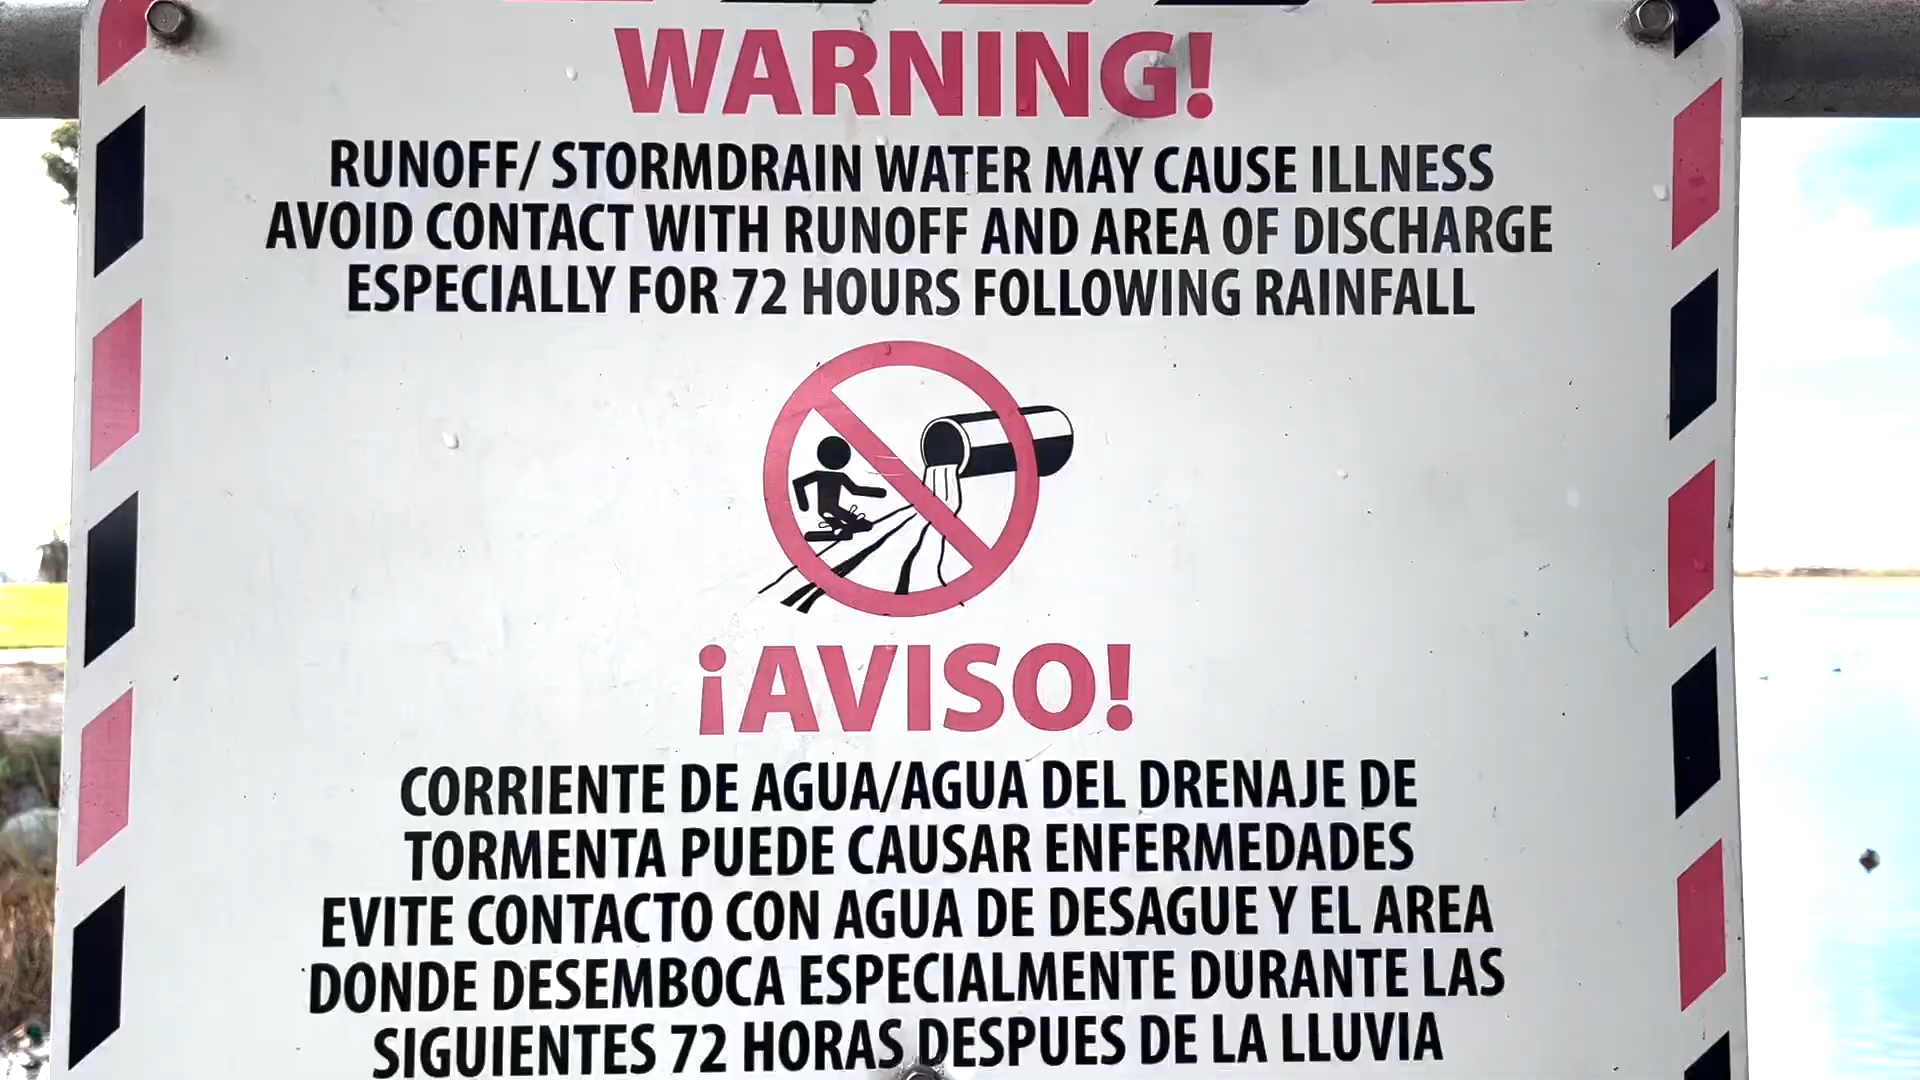 WARNING!
RUNOFF/ STORMDRAIN WATER MAY CAUSE ILLNESS
AVOID CONTACT WITH RUNOFF AND AREA OF DISCHARGE
ESPECIALLY FOR 72 HOURS FOLLOWING RAINFALL
¡AVISO!
CORRIENTE DE AGUA/AGUA DEL DRENAJE DE
TORMENTA PUEDE CAUSAR ENFERMEDADES
EVITE CONTACTO CON AGUA DE DESAGUE Y EL AREA
DONDE DESEMBOCA ESPECIALMENTE DURANTE LAS
SIGUIENTES 72 HORAS DESPUES DE LA LLUVIA